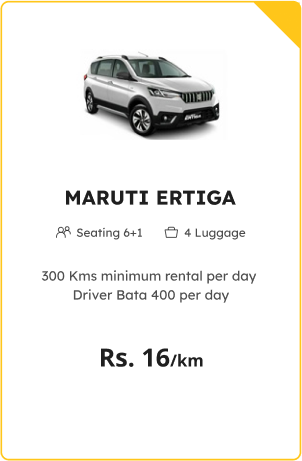 ERTIGA
MARUTI ERTIGA
Seating 6+1 4 Luggage
300 Kms minimum rental per day
Driver Bata 400 per day
Rs. 16/km